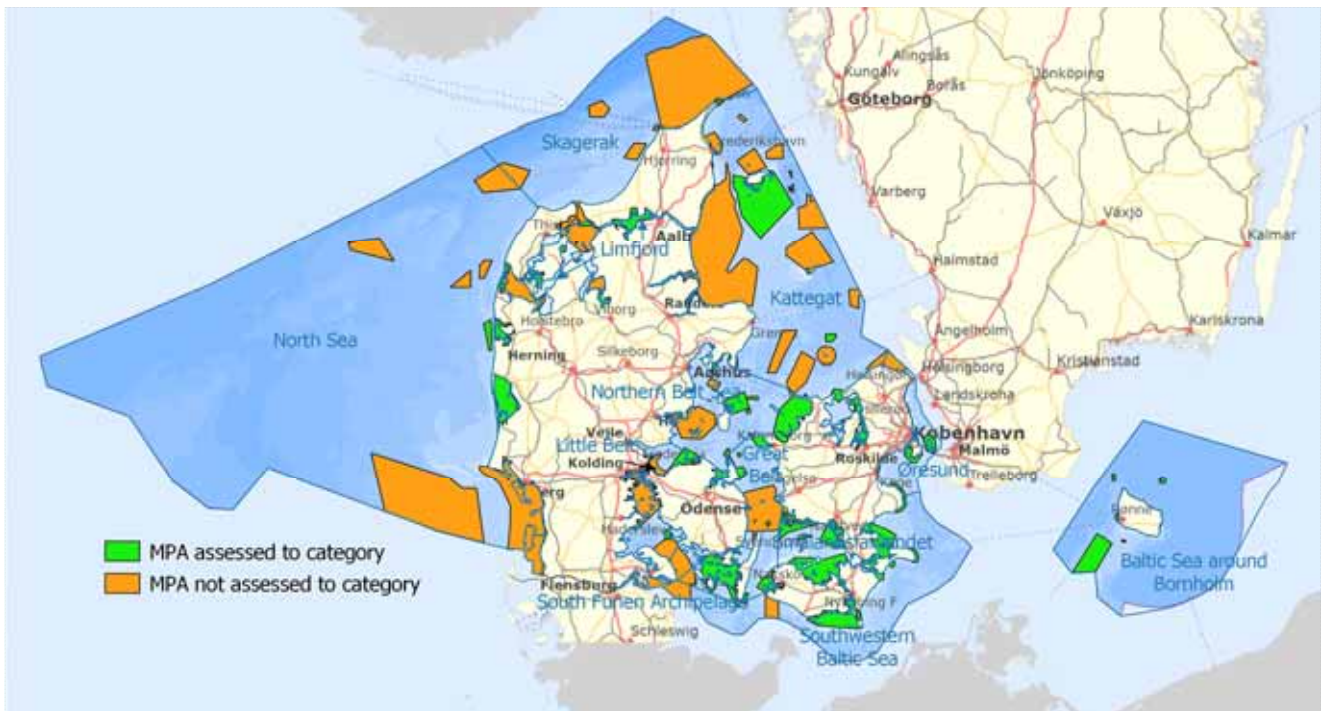 Alingsås
Kungälv
Borås
Jönköping
Göteborg
Skagerak
Frederikshavn
Hjørring
Varberg
Växjö
Kalmar
Limfjord
Halmstad
Kattegat
Viborg
Holstebro
North Sea
Karlskrona
Ängelholm
Herning
Silkeborg
Aarhus
Helsingborg
Kristianstad
Northern Belt Sea
Landskrona
Vejle
Little Belt
København
Kolding
Great
Belt
Roskilde
Malmö
Øresund
Trelleborg
Køge
Odense
Rønne
MPA assessed to category
MPA not assessed to category
Baltic Sea around
Bornholm
Flensburg
South Funen Archipelago
Schleswig
Southwestern
Baltic Sea